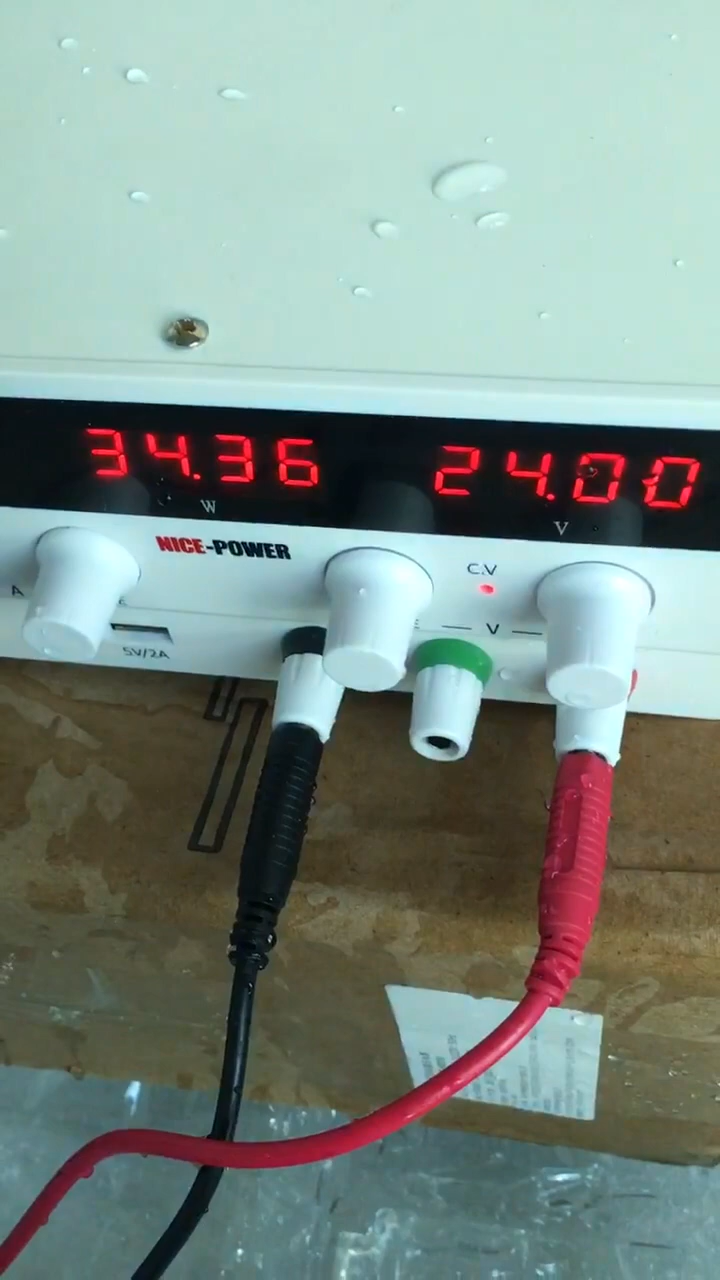 34.36 24.00
W V
NICE-POWER
C.V
A
5V/2A
E — V —